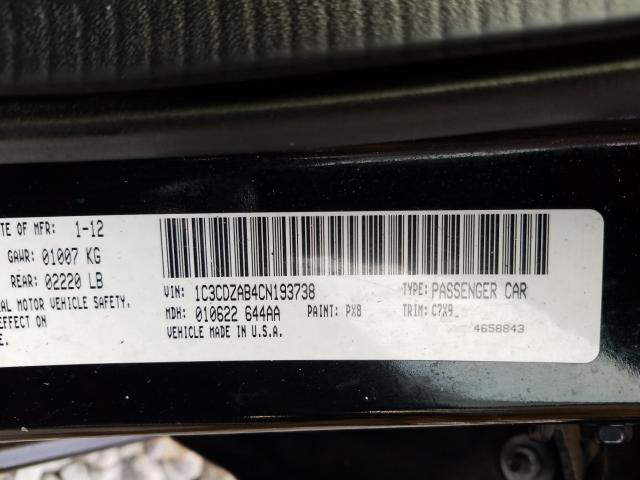 TE OF MFR: 1-12
GAWR: 01007 KG
REAR: 02220 LB
AL MOTOR VEHICLE SAFETY,
EFFECT ON
E.
VIN: 1C3CDZAB4CN193738 TYPE: PASSENGER CAR
MDH: 010622 644AA PAINT: PX8 TRIM: C7X9
VEHICLE MADE IN U.S.A. 4658843